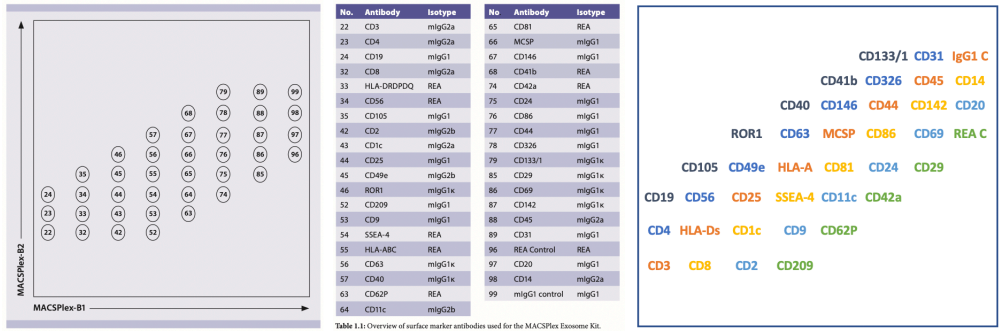 MACSPlex-B2
79 89 99
68 78 88 98
57 67 77 87 97
46 56 66 76 86 96
35 45 55 65 75 85
24 34 44 54 64 74
23 33 43 53 63
22 32 42 52
MACSPlex-B1
No. Antibody Isotype
22 CD3 mIgG2a
23 CD4 mIgG2a
24 CD19 mIgG1
32 CD8 mIgG2a
33 HLA-DRDPDQ REA
34 CD56 REA
35 CD105 mIgG1
42 CD2 mIgG2b
43 CD1c mIgG2a
44 CD25 mIgG1
45 CD49e mIgG2b
46 ROR1 mIgG1κ
52 CD209 mIgG1
53 CD9 mIgG1
54 SSEA-4 REA
55 HLA-ABC REA
56 CD63 mIgG1κ
57 CD40 mIgG1κ
63 CD62P REA
64 CD11c mIgG2b
No Antibody Isotype
65 CD81 REA
66 MCSP mIgG1
67 CD146 mIgG1
68 CD41b REA
74 CD42a REA
75 CD24 mIgG1
76 CD86 mIgG1
77 CD44 mIgG1
78 CD326 mIgG1
79 CD133/1 mIgG1κ
85 CD29 mIgG1κ
86 CD69 mIgG1κ
87 CD142 mIgG1κ
88 CD45 mIgG2a
89 CD31 mIgG1
96 REA Control REA
97 CD20 mIgG1
98 CD14 mIgG2a
99 mIgG1 control mIgG1
Table 1.1: Overview of surface marker antibodies used for the MACSPlex Exosome Kit.
CD133/1 CD31 IgG1 C
CD41b CD326 CD45 CD14
CD40 CD146 CD44 CD142 CD20
ROR1 CD63 MCSP CD86 CD69 REA C
CD105 CD49e HLA-A CD81 CD24 CD29
CD19 CD56 CD25 SSEA-4 CD11c CD42a
CD4 HLA-Ds CD1c CD9 CD62P
CD3 CD8 CD2 CD209